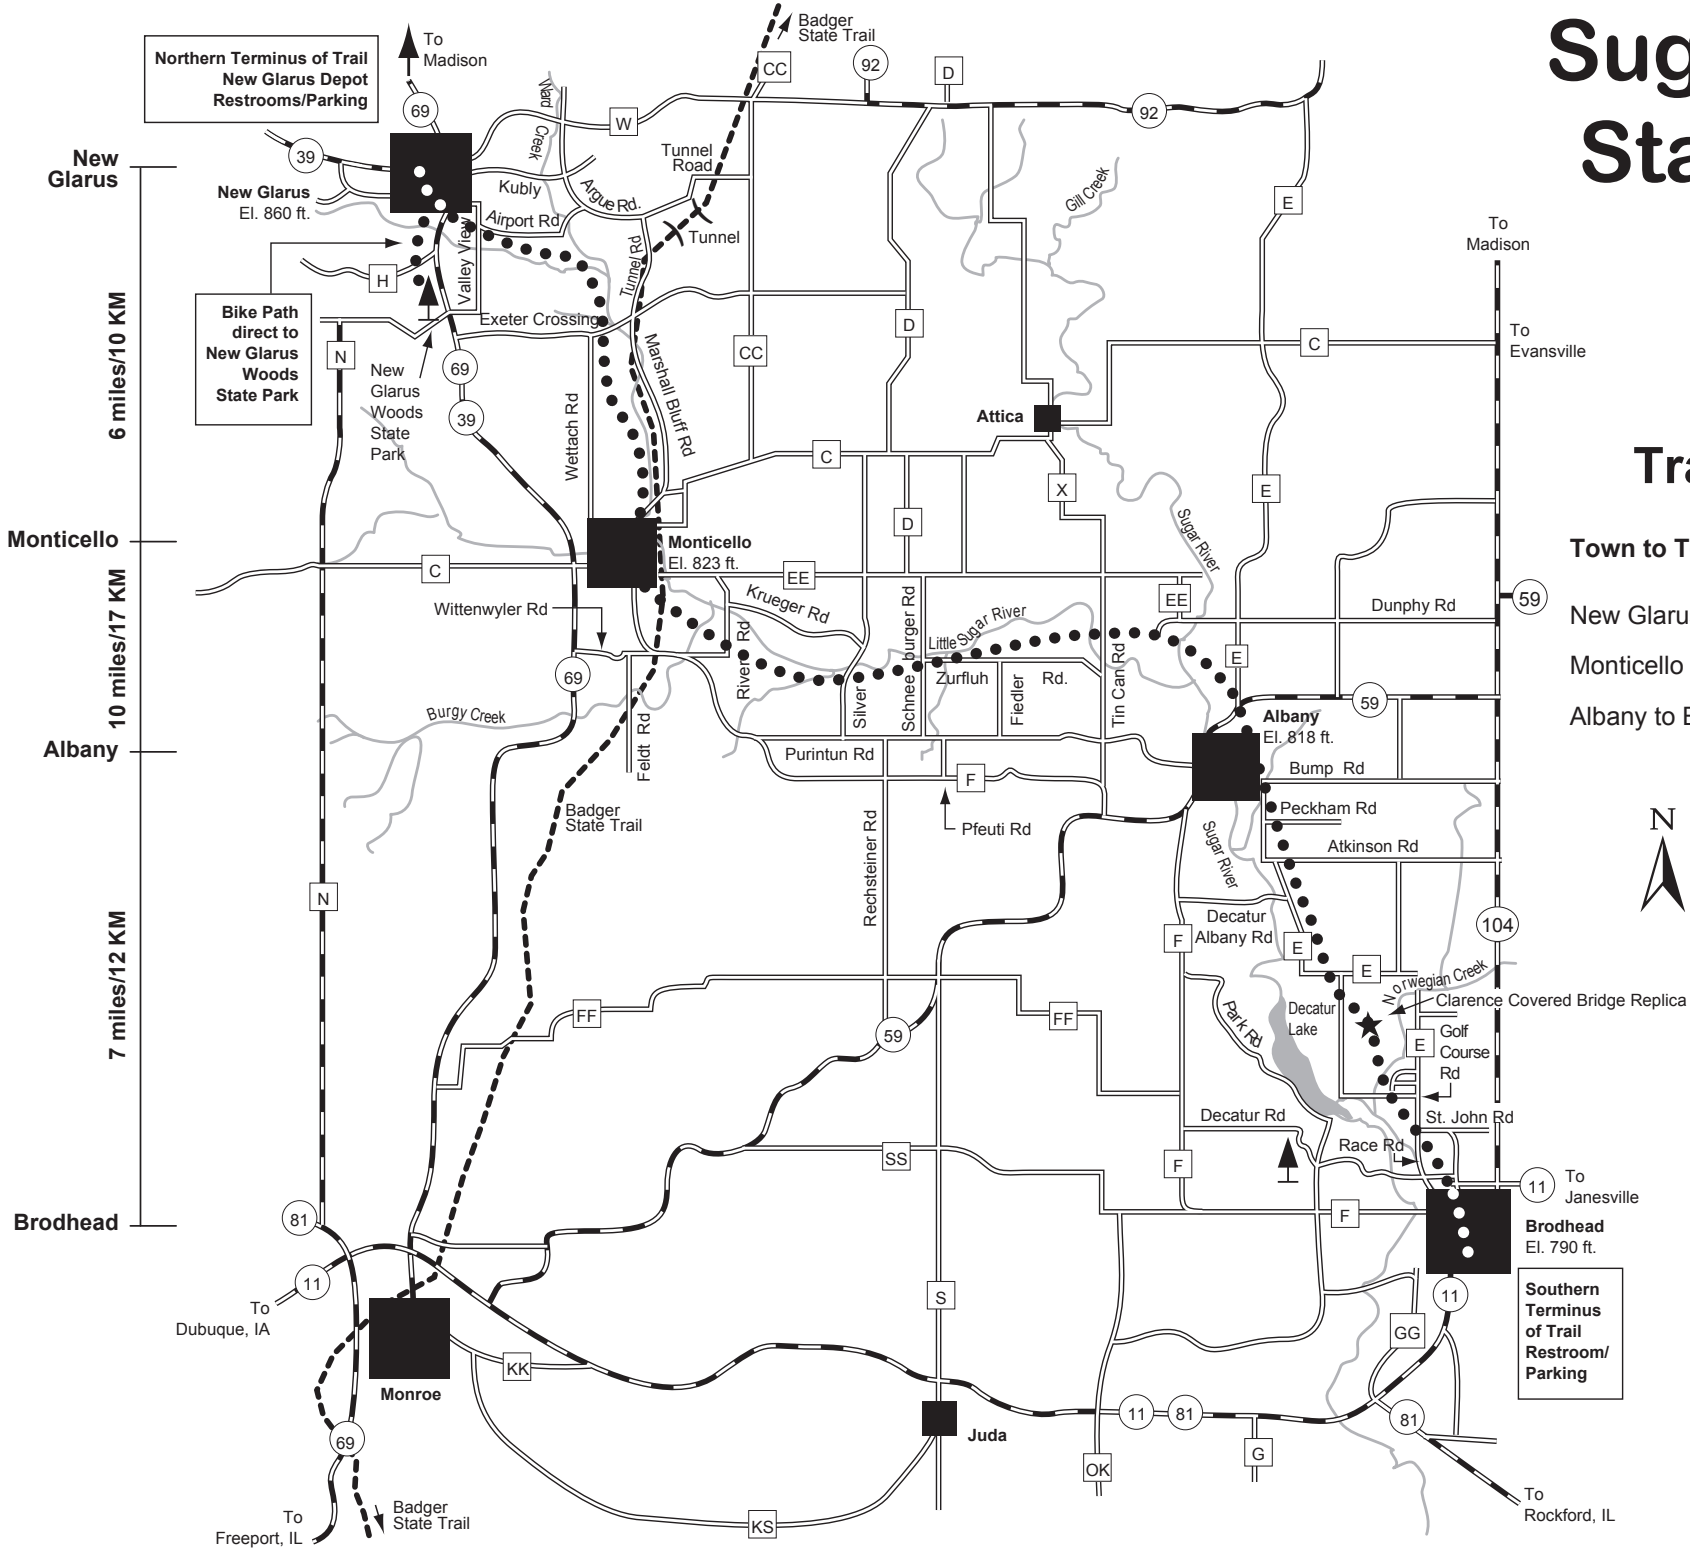 Sug
Sta
Tra
Town to T
New Glaru
Monticello
Albany to B
N
Northern Terminus of Trail
New Glarus Depot
Restrooms/Parking
To
Madison
Badger
State Trail
69
39
92
D
CC
92
W
Ward
Creek
Tunnel
Road
Kubly
Argue Rd.
Airport Rd
Tunnel
Tunnel Rd
Gill Creek
E
New
Glarus
New Glarus
El. 860 ft.
Valley View
H
Bike Path
direct to
New Glarus
Woods
State Park
N
New
Glarus
Woods
State
Park
Exeter Crossing
69
39
Wettach Rd
Marshall Bluff Rd
CC
D
C
To
Madison
To
Evansville
Attica
C
X
E
D
Sugar River
6 miles/10 KM
Monticello
Monticello
El. 823 ft.
C
EE
EE
Krueger Rd
Wittenwyler Rd
River Rd
Little Sugar River
Dunphy Rd
59
10 miles/17 KM
69
Burgy Creek
Feldt Rd
Silver
Schnee burger Rd
Zurfluh
Rd.
Fiedler
Tin Can Rd
E
59
Albany
Albany
El. 818 ft.
Purintun Rd
F
Pfeuti Rd
Badger
State Trail
Rechsteiner Rd
Bump Rd
Peckham Rd
Atkinson Rd
Sugar River
N
Decatur
Albany Rd
F
E
E
104
Norwegian Creek
Clarence Covered Bridge Replica
Decatur
Lake
Park Rd
E
Golf
Course
Rd
7 miles/12 KM
FF
59
FF
SS
Decatur Rd
St. John Rd
Race Rd
F
F
11
To
Janesville
Brodhead
Brodhead
El. 790 ft.
Southern
Terminus
of Trail
Restroom/
Parking
81
11
To
Dubuque, IA
Monroe
KK
S
Juda
11
81
OK
G
11
GG
81
To
Rockford, IL
69
KS
To
Freeport, IL
Badger
State Trail